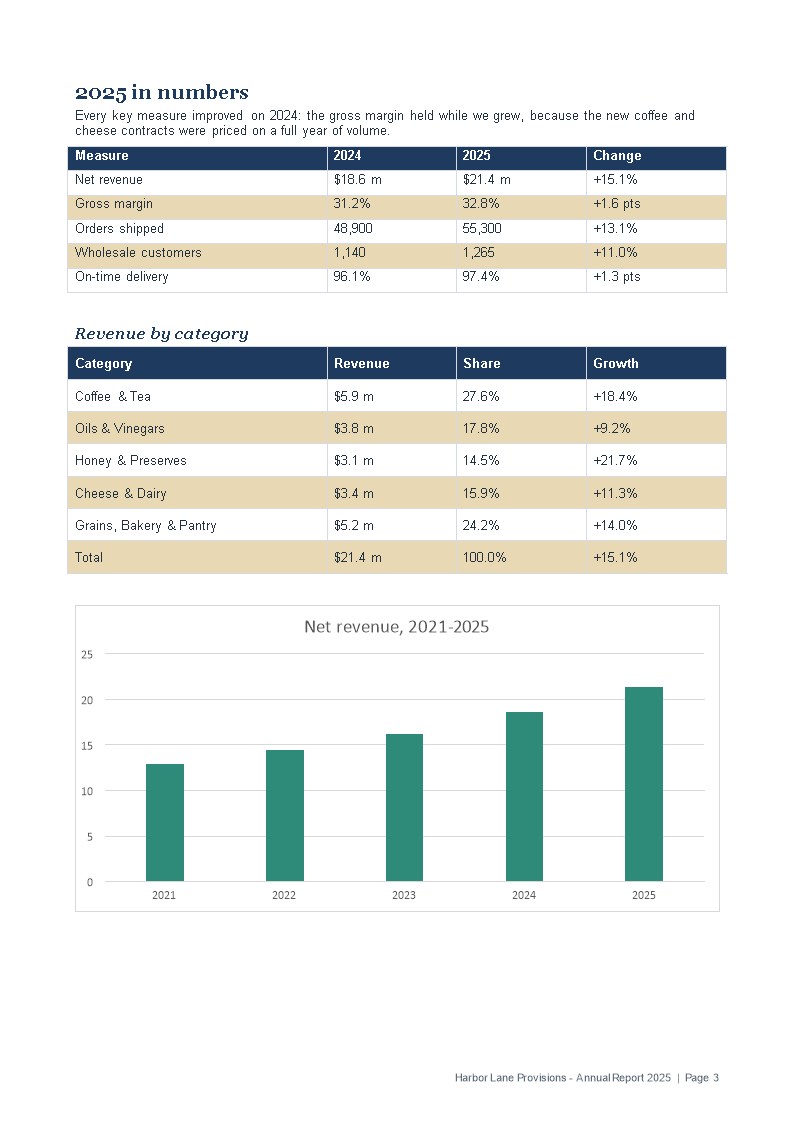 2025 in numbers
Every key measure improved on 2024: the gross margin held while we grew, because the new coffee and
cheese contracts were priced on a full year of volume.
Measure 2024 2025 Change
Net revenue $18.6 m $21.4 m +15.1%
Gross margin 31.2% 32.8% +1.6 pts
Orders shipped 48,900 55,300 +13.1%
Wholesale customers 1,140 1,265 +11.0%
On-time delivery 96.1% 97.4% +1.3 pts
Revenue by category
Category Revenue Share Growth
Coffee & Tea $5.9 m 27.6% +18.4%
Oils & Vinegars $3.8 m 17.8% +9.2%
Honey & Preserves $3.1 m 14.5% +21.7%
Cheese & Dairy $3.4 m 15.9% +11.3%
Grains, Bakery & Pantry $5.2 m 24.2% +14.0%
Total $21.4 m 100.0% +15.1%
Net revenue, 2021-2025
25
20
15
10
5
0
2021 2022 2023 2024 2025
Harbor Lane Provisions - Annual Report 2025 | Page 3